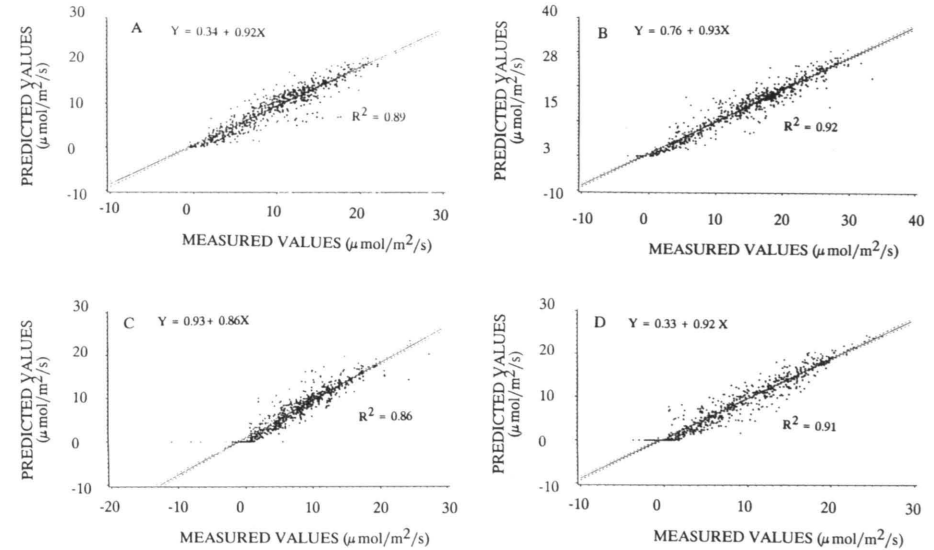 A
Y = 0.34 + 0.92X
R² = 0.89
30
20
10
0
-10
-10 0 10 20 30
PREDICTED VALUES
(μmol/m²/s)
MEASURED VALUES (μmol/m²/s)
B
Y = 0.76 + 0.93X
R² = 0.92
40
28
15
3
-10
-10 0 10 20 30 40
PREDICTED VALUES
(μmol/m²/s)
MEASURED VALUES (μmol/m²/s)
C
Y = 0.93+ 0.86X
R² = 0.86
30
20
10
0
-10
-20 -10 0 10 20 30
PREDICTED VALUES
(μmol/m²/s)
MEASURED VALUES (μmol/m²/s)
D
Y = 0.33 + 0.92 X
R² = 0.91
30
20
10
0
-10
-10 0 10 20 30
PREDICTED VALUES
(μmol/m²/s)
MEASURED VALUES (μmol/m²/s)